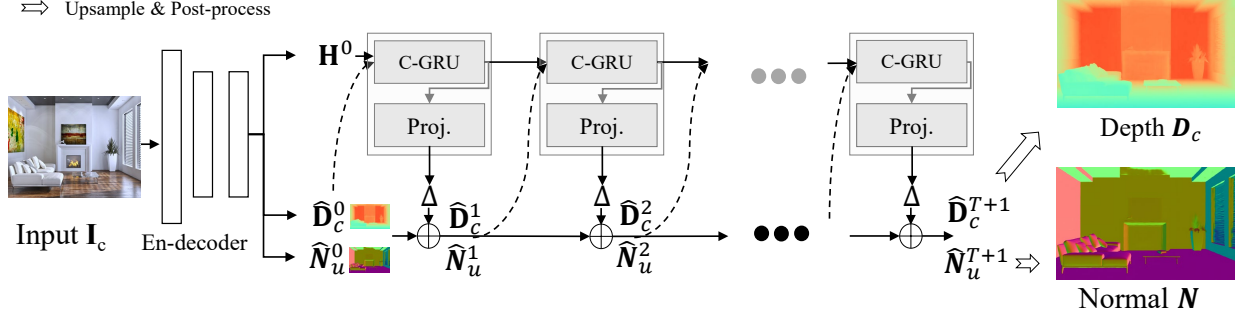 Upsample & Post-process
H⁰
C-GRU
C-GRU
C-GRU
Proj.
Proj.
Proj.
Depth D_c
Δ
Δ
Δ
D̂_c^0
D̂_c^1
D̂_c^2
D̂_c^{T+1}
Input I_c
En-decoder
N̂_u^0
N̂_u^1
N̂_u^2
N̂_u^{T+1}
Normal N